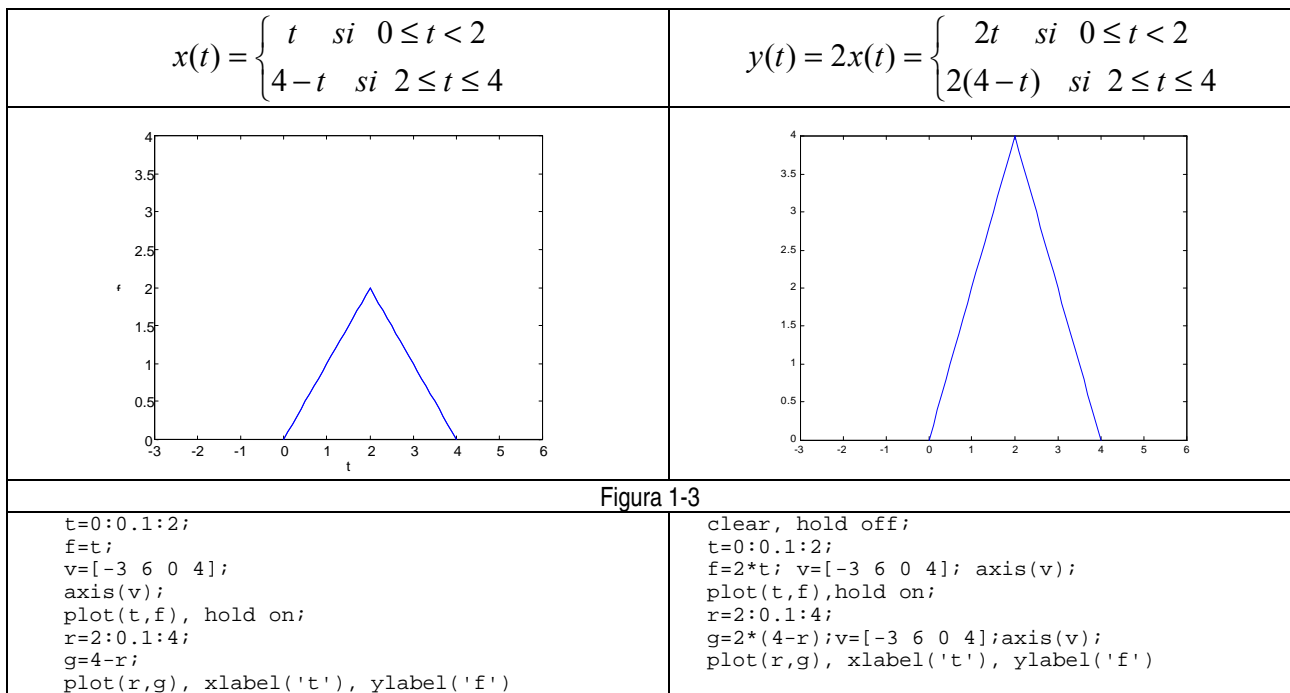 x(t) = { t si 0 ≤ t < 2
4 − t si 2 ≤ t ≤ 4
y(t) = 2x(t) = { 2t si 0 ≤ t < 2
2(4 − t) si 2 ≤ t ≤ 4
4
3.5
3
2.5
f 2
1.5
1
0.5
0
-3 -2 -1 0 1 2 3 4 5 6
t
4
3.5
3
2.5
2
1.5
1
0.5
0
-3 -2 -1 0 1 2 3 4 5 6
Figura 1-3
t=0:0.1:2;
f=t;
v=[-3 6 0 4];
axis(v);
plot(t,f), hold on;
r=2:0.1:4;
g=4-r;
plot(r,g), xlabel('t'), ylabel('f')
clear, hold off;
t=0:0.1:2;
f=2*t; v=[-3 6 0 4]; axis(v);
plot(t,f),hold on;
r=2:0.1:4;
g=2*(4-r);v=[-3 6 0 4];axis(v);
plot(r,g), xlabel('t'), ylabel('f')